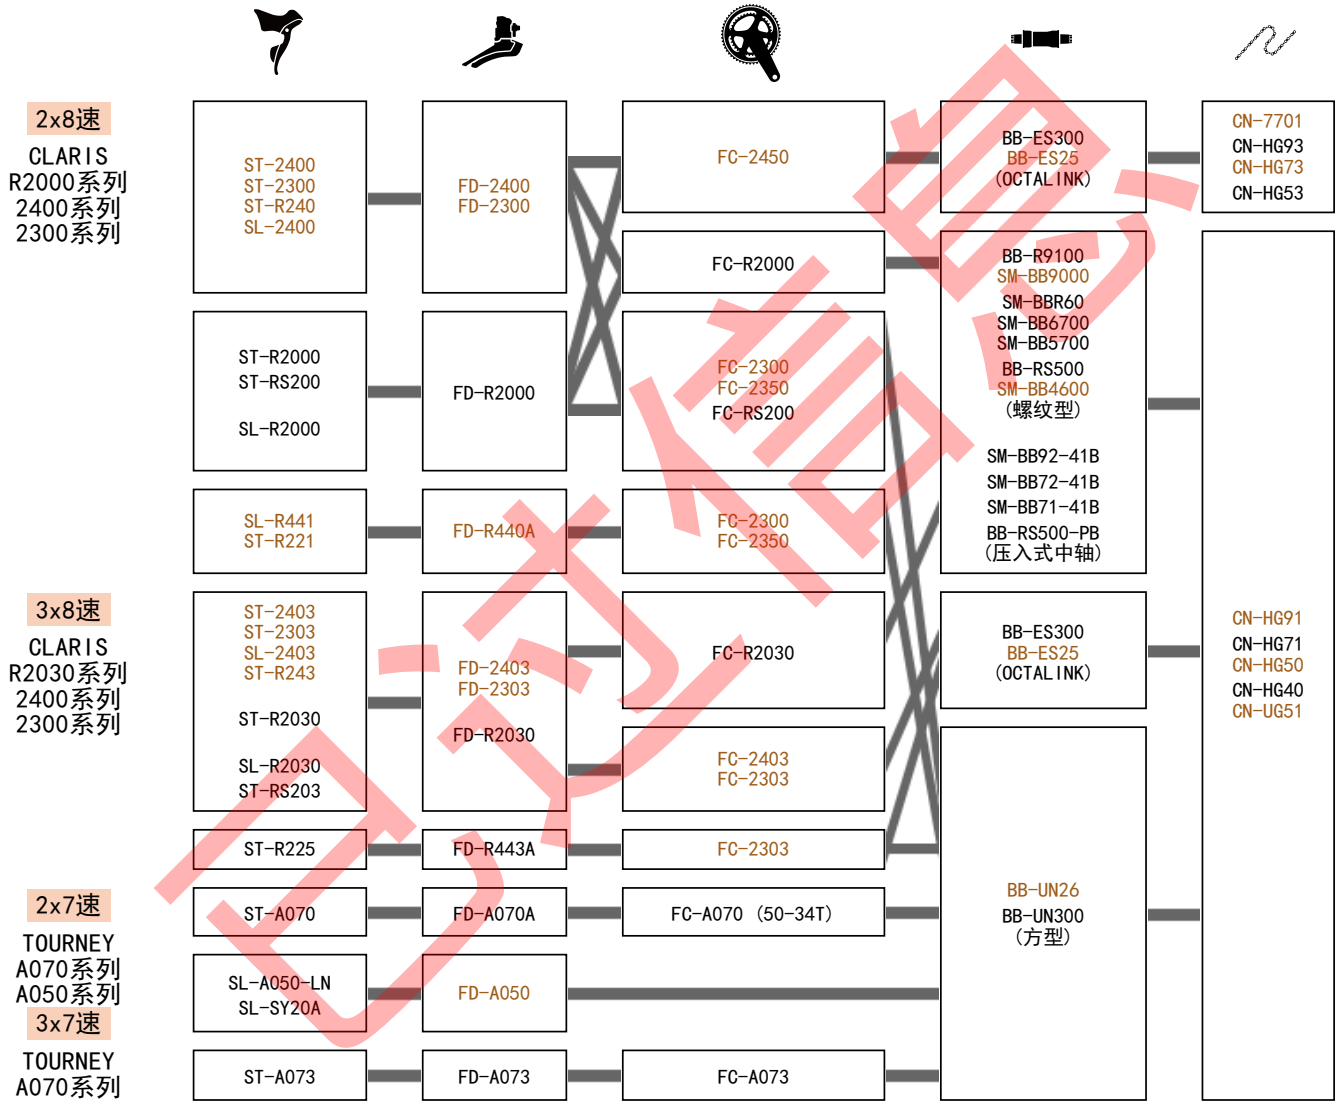 2x8速
CLARIS
R2000系列
2400系列
2300系列
ST-2400
ST-2300
ST-R240
SL-2400
FD-2400
FD-2300
FC-2450
BB-ES300
BB-ES25
(OCTALINK)
CN-7701
CN-HG93
CN-HG73
CN-HG53
FC-R2000
BB-R9100
SM-BB9000
SM-BBR60
SM-BB6700
SM-BB5700
BB-RS500
SM-BB4600
(螺纹型)
SM-BB92-41B
SM-BB72-41B
SM-BB71-41B
BB-RS500-PB
(压入式中轴)
ST-R2000
ST-RS200
SL-R2000
FD-R2000
FC-2300
FC-2350
FC-RS200
SL-R441
ST-R221
FD-R440A
FC-2300
FC-2350
3x8速
CLARIS
R2030系列
2400系列
2300系列
ST-2403
ST-2303
SL-2403
ST-R243
ST-R2030
SL-R2030
ST-RS203
FD-2403
FD-2303
FD-R2030
FC-R2030
BB-ES300
BB-ES25
(OCTALINK)
CN-HG91
CN-HG71
CN-HG50
CN-HG40
CN-UG51
FC-2403
FC-2303
ST-R225
FD-R443A
FC-2303
BB-UN26
BB-UN300
(方型)
2x7速
TOURNEY
A070系列
A050系列
ST-A070
FD-A070A
FC-A070 (50-34T)
SL-A050-LN
SL-SY20A
FD-A050
3x7速
TOURNEY
A070系列
ST-A073
FD-A073
FC-A073
已过信息